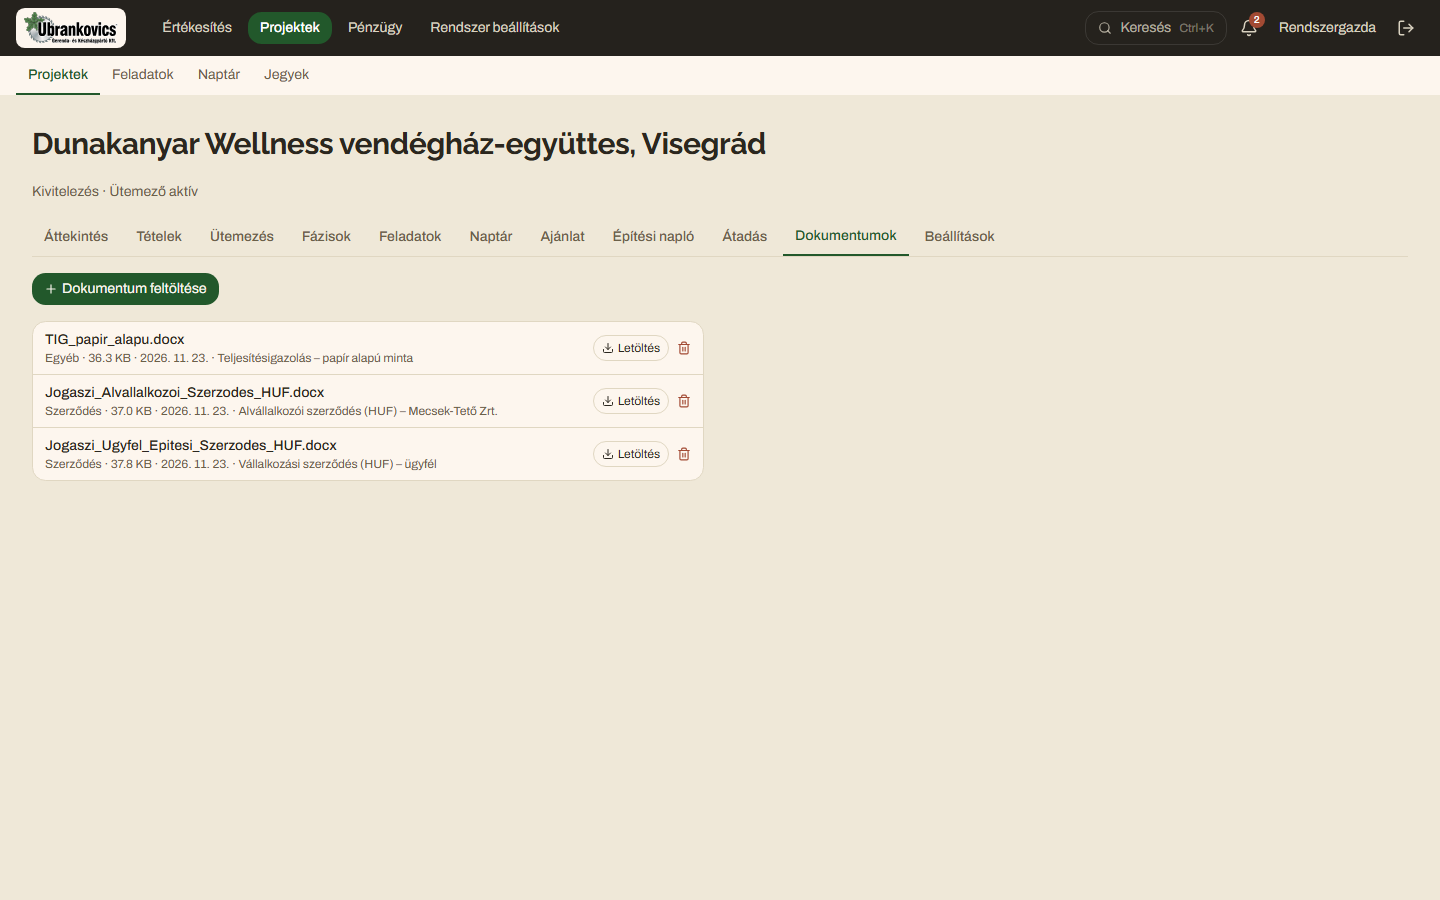 Ubrankovics
Gerenda- és Készházgyártó Kft.
Értékesítés
Projektek
Pénzügy
Rendszer beállítások
Keresés Ctrl+K
2
Rendszergazda
Projektek
Feladatok
Naptár
Jegyek
Dunakanyar Wellness vendégház-együttes, Visegrád
Kivitelezés · Ütemező aktív
Áttekintés
Tételek
Ütemezés
Fázisok
Feladatok
Naptár
Ajánlat
Építési napló
Átadás
Dokumentumok
Beállítások
+ Dokumentum feltöltése
TIG_papir_alapu.docx
Egyéb · 36.3 KB · 2026. 11. 23. · Teljesítésigazolás – papír alapú minta
Letöltés
Jogaszi_Alvallalkozoi_Szerzodes_HUF.docx
Szerződés · 37.0 KB · 2026. 11. 23. · Alvállalkozói szerződés (HUF) – Mecsek-Tető Zrt.
Letöltés
Jogaszi_Ugyfel_Epitesi_Szerzodes_HUF.docx
Szerződés · 37.8 KB · 2026. 11. 23. · Vállalkozási szerződés (HUF) – ügyfél
Letöltés